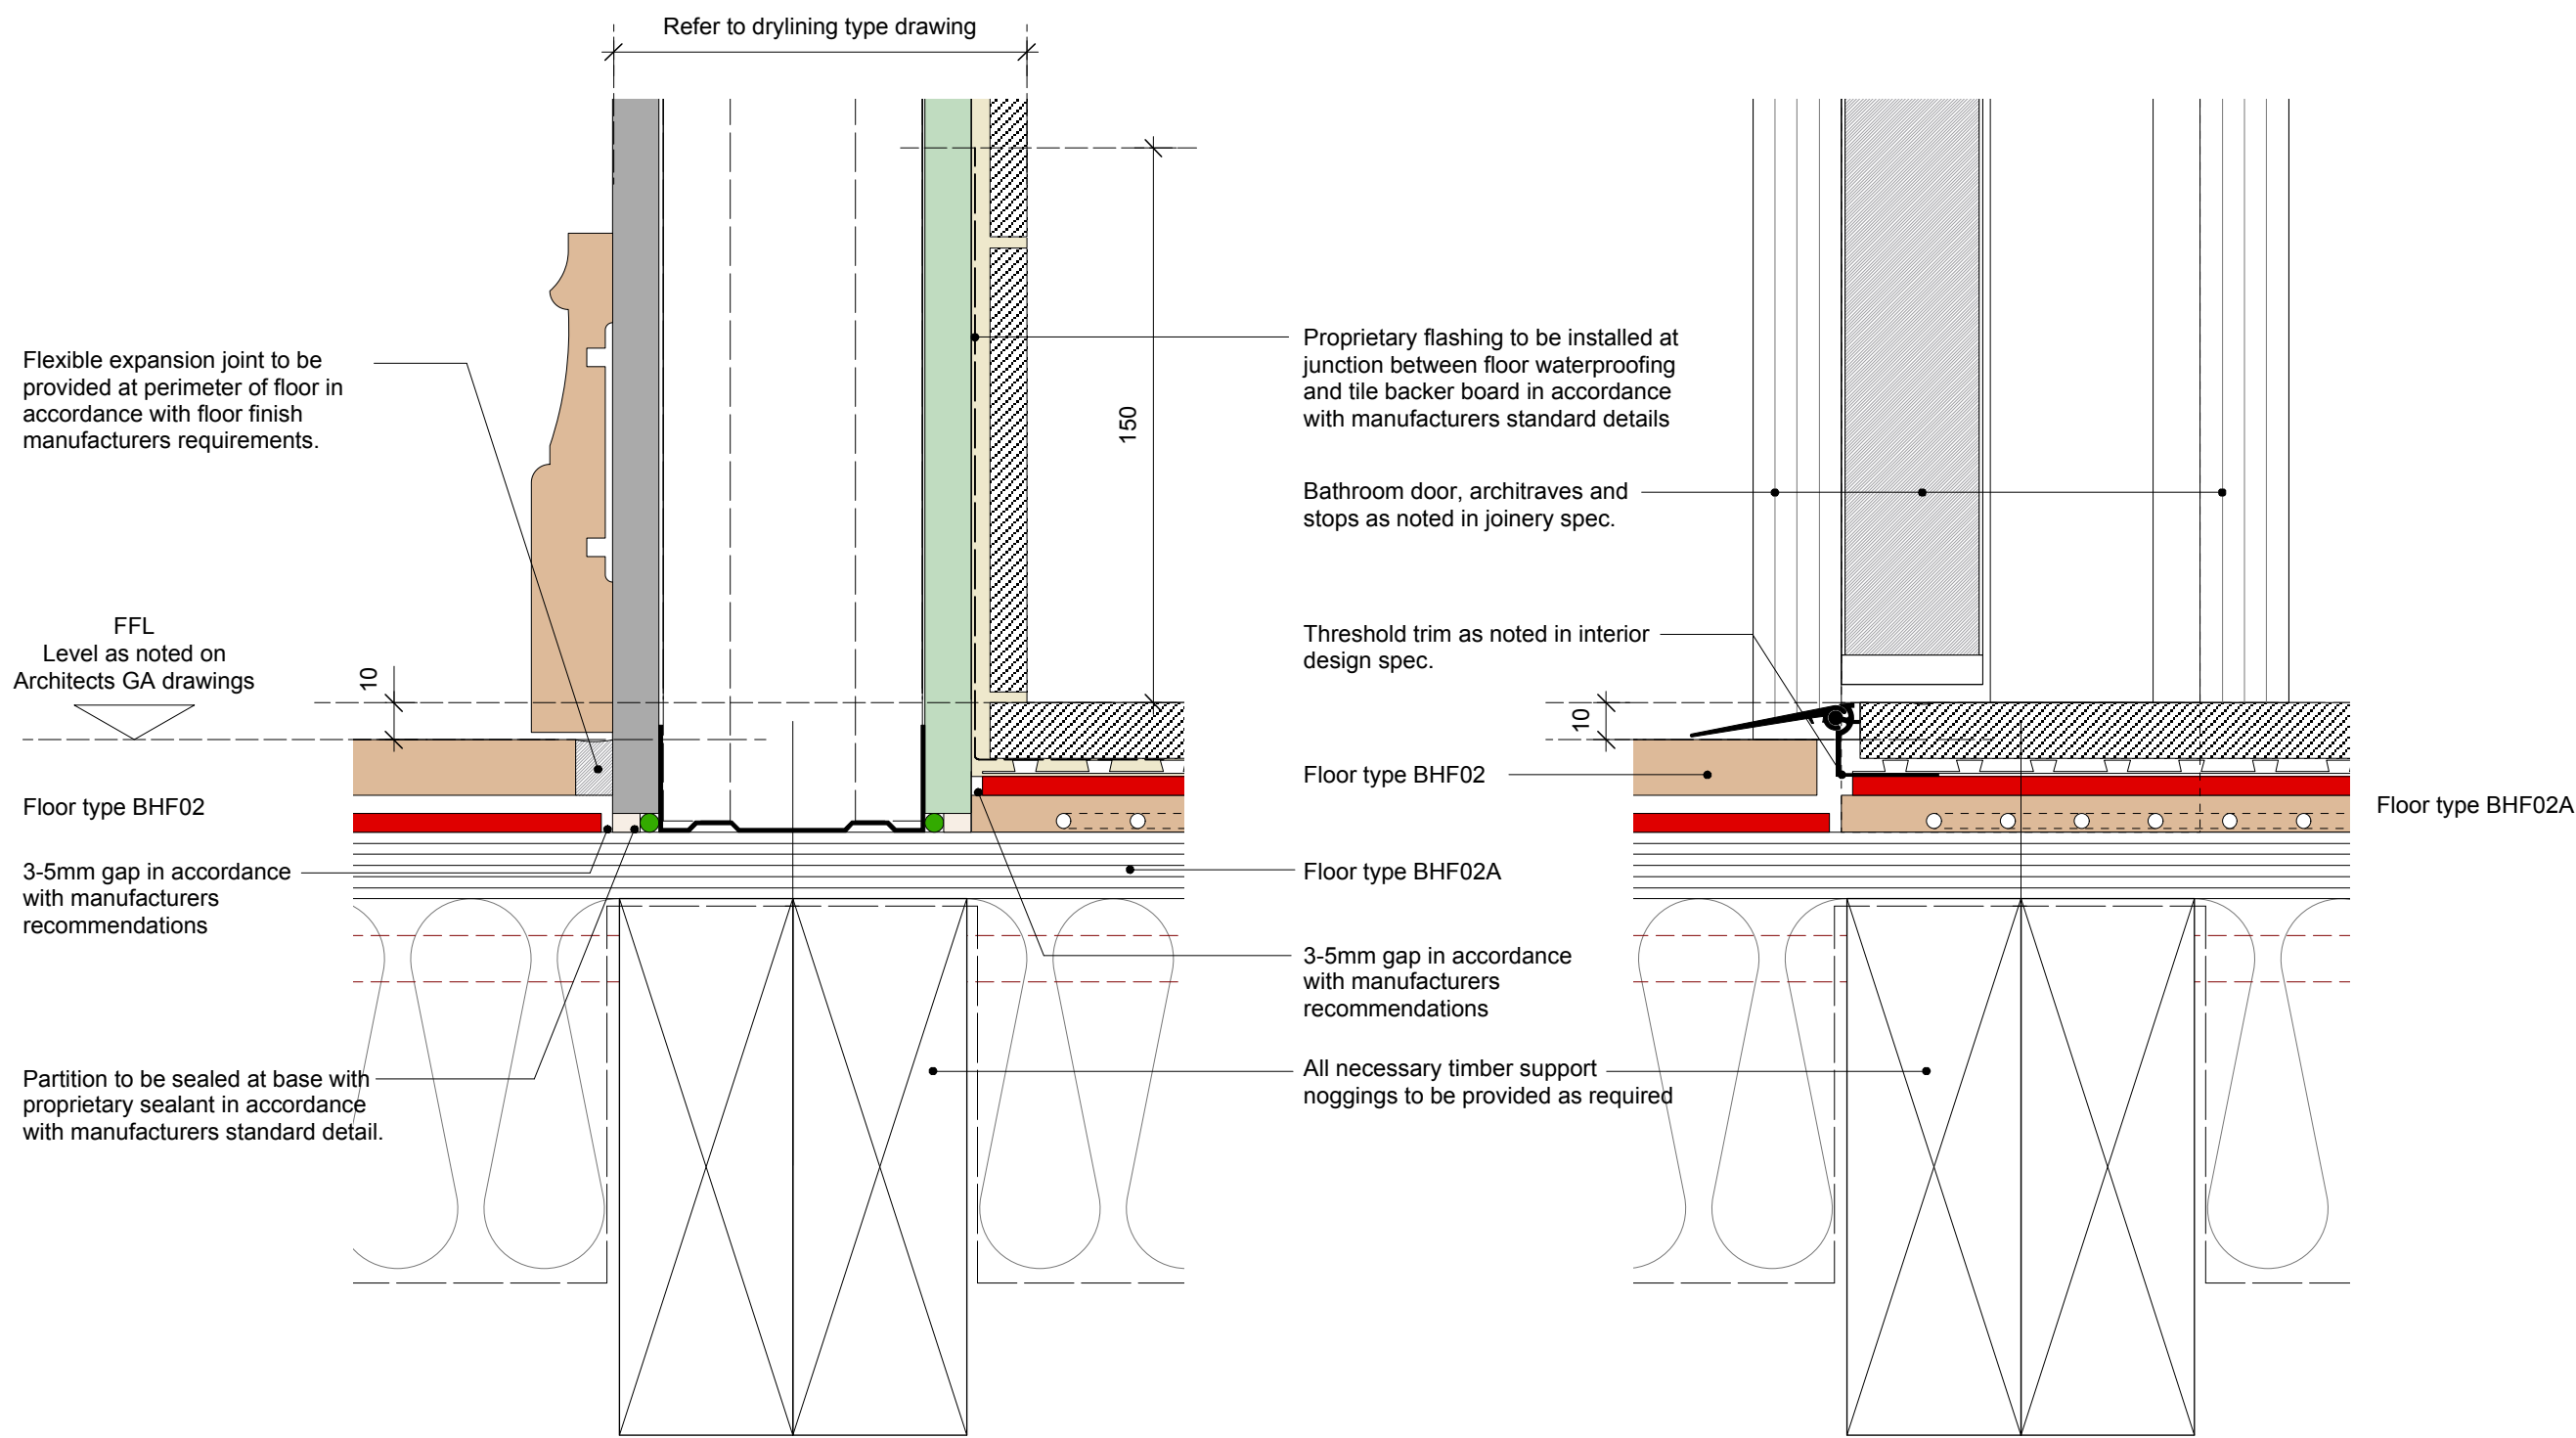 Refer to drylining type drawing
Flexible expansion joint to be
provided at perimeter of floor in
accordance with floor finish
manufacturers requirements.
FFL
Level as noted on
Architects GA drawings
10
Floor type BHF02
3-5mm gap in accordance
with manufacturers
recommendations
Partition to be sealed at base with
proprietary sealant in accordance
with manufacturers standard detail.
150
Proprietary flashing to be installed at
junction between floor waterproofing
and tile backer board in accordance
with manufacturers standard details
Bathroom door, architraves and
stops as noted in joinery spec.
Threshold trim as noted in interior
design spec.
10
Floor type BHF02
Floor type BHF02A
3-5mm gap in accordance
with manufacturers
recommendations
All necessary timber support
noggings to be provided as required
Floor type BHF02A